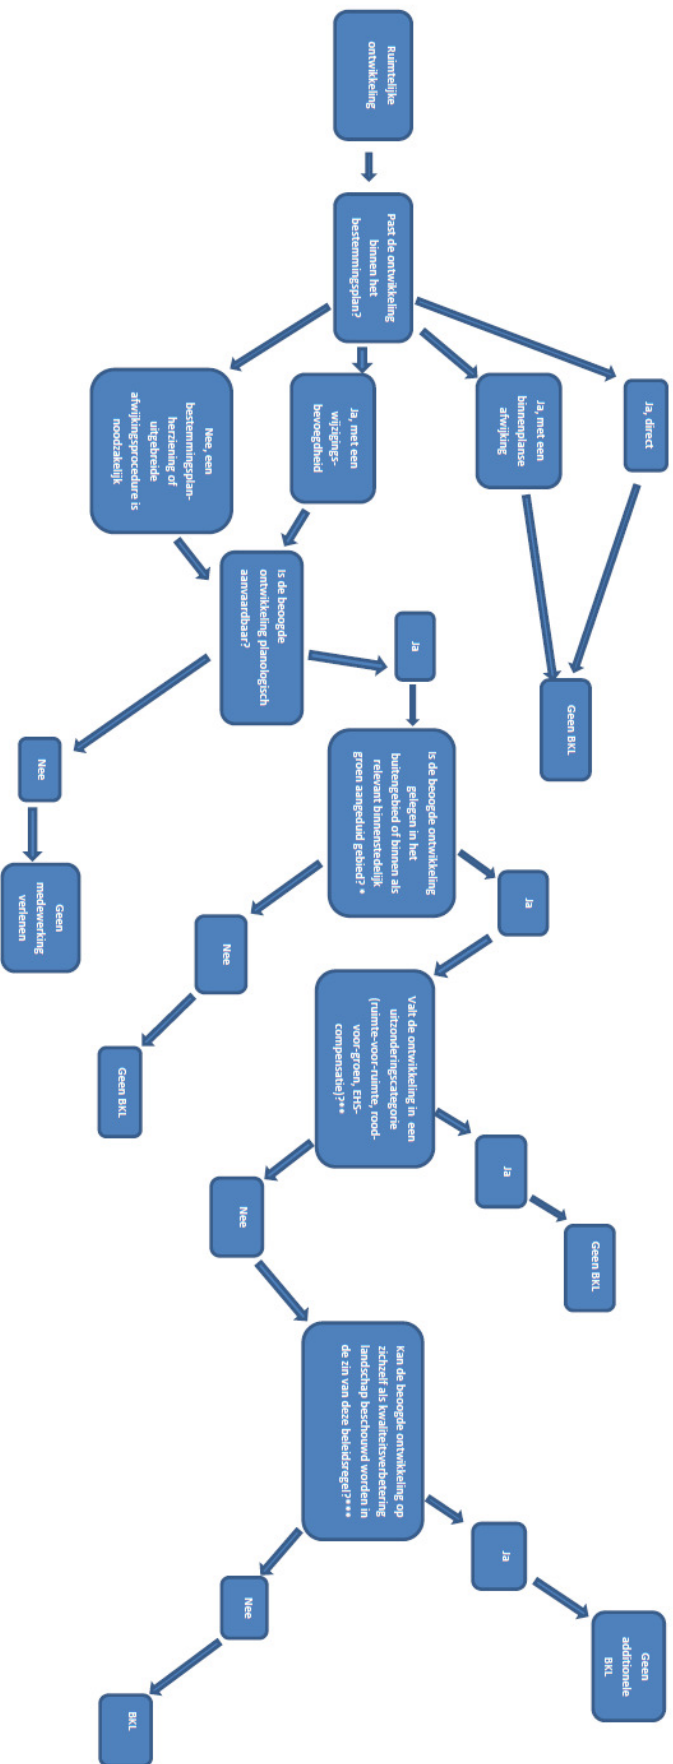 Ruimtelijke
ontwikkeling
Past de ontwikkeling
binnen het
bestemmingsplan?
Ja, direct
Ja, met een
binnenplanse
afwijking
Ja, met een
wijzigings-
bevoegdheid
Nee, een
bestemmingsplan-
herziening of
uitgebreide
afwijkingsprocedure is
noodzakelijk
Geen BKL
Is de beoogde
ontwikkeling planologisch
aanvaardbaar?
Ja
Nee
Geen
medewerking
verlenen
Is de beoogde ontwikkeling
gelegen in het
buitengebied of binnen als
relevant binnenstedelijk
groen aangeduid gebied? *
Ja
Nee
Geen BKL
Valt de ontwikkeling in een
uitzonderingscategorie
(ruimte-voor-ruimte, rood-
voor-groen, EHS-
compensatie)?**
Ja
Geen BKL
Nee
Kan de beoogde ontwikkeling op
zichzelf als kwaliteitsverbetering
landschap beschouwd worden in
de zin van deze beleidsregel?***
Ja
Geen
additionele
BKL
Nee
BKL